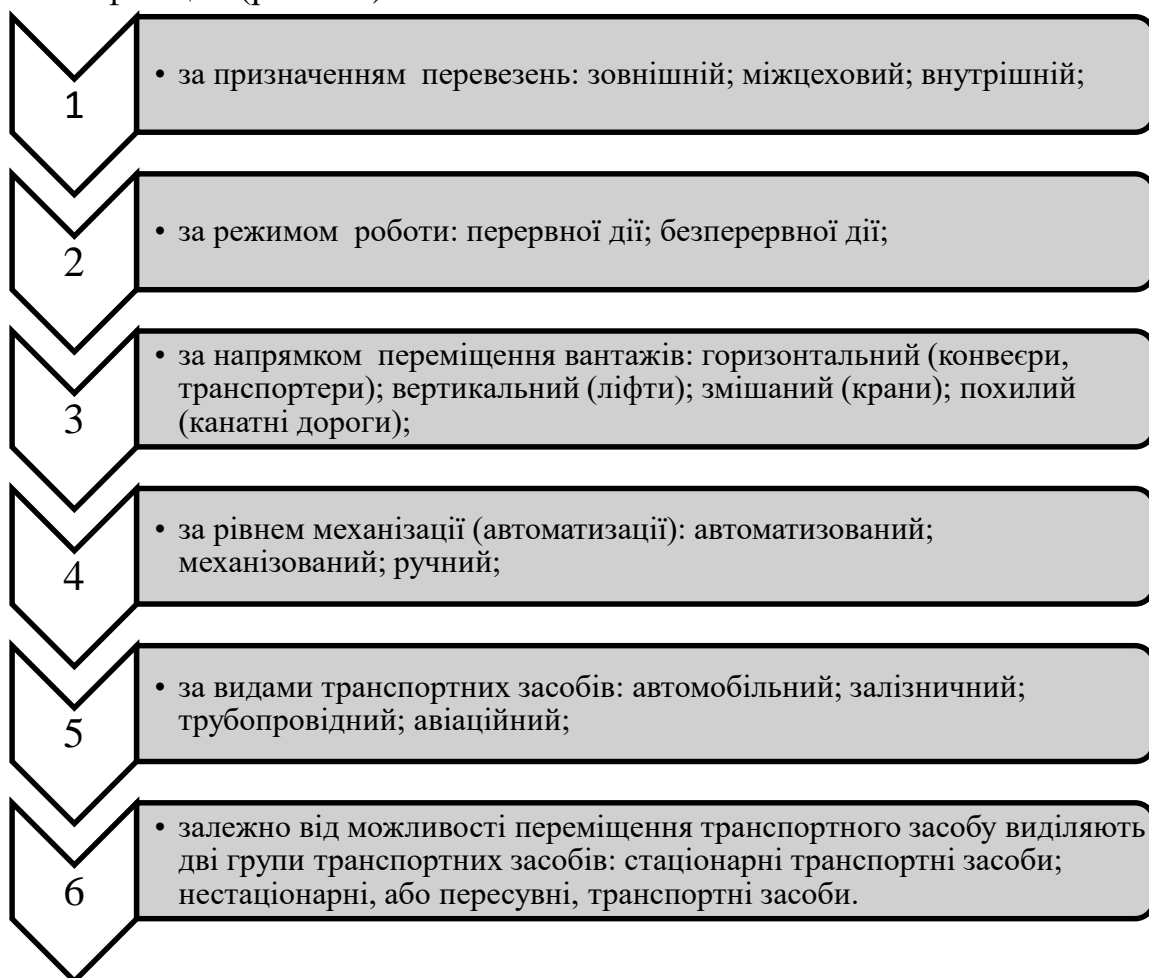 1
• за призначенням перевезень: зовнішній; міжцеховий; внутрішній;
2
• за режимом роботи: перервної дії; безперервної дії;
3
• за напрямком переміщення вантажів: горизонтальний (конвеєри,
транспортери); вертикальний (ліфти); змішаний (крани); похилий
(канатні дороги);
4
• за рівнем механізації (автоматизації): автоматизований;
механізований; ручний;
5
• за видами транспортних засобів: автомобільний; залізничний;
трубопровідний; авіаційний;
6
• залежно від можливості переміщення транспортного засобу виділяють
дві групи транспортних засобів: стаціонарні транспортні засоби;
нестаціонарні, або пересувні, транспортні засоби.